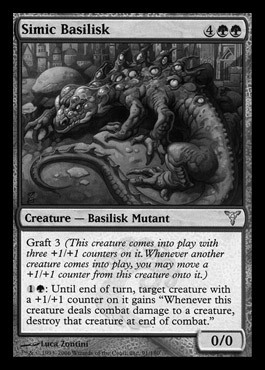 Simic Basilisk 4
Creature — Basilisk Mutant
Graft 3 (This creature comes into play with
three +1/+1 counters on it. Whenever another
creature comes into play, you may move a
+1/+1 counter from this creature onto it.)
1 : Until end of turn, target creature with
a +1/+1 counter on it gains “Whenever this
creature deals combat damage to a creature,
destroy that creature at end of combat.”
Luca Zontini
0/0